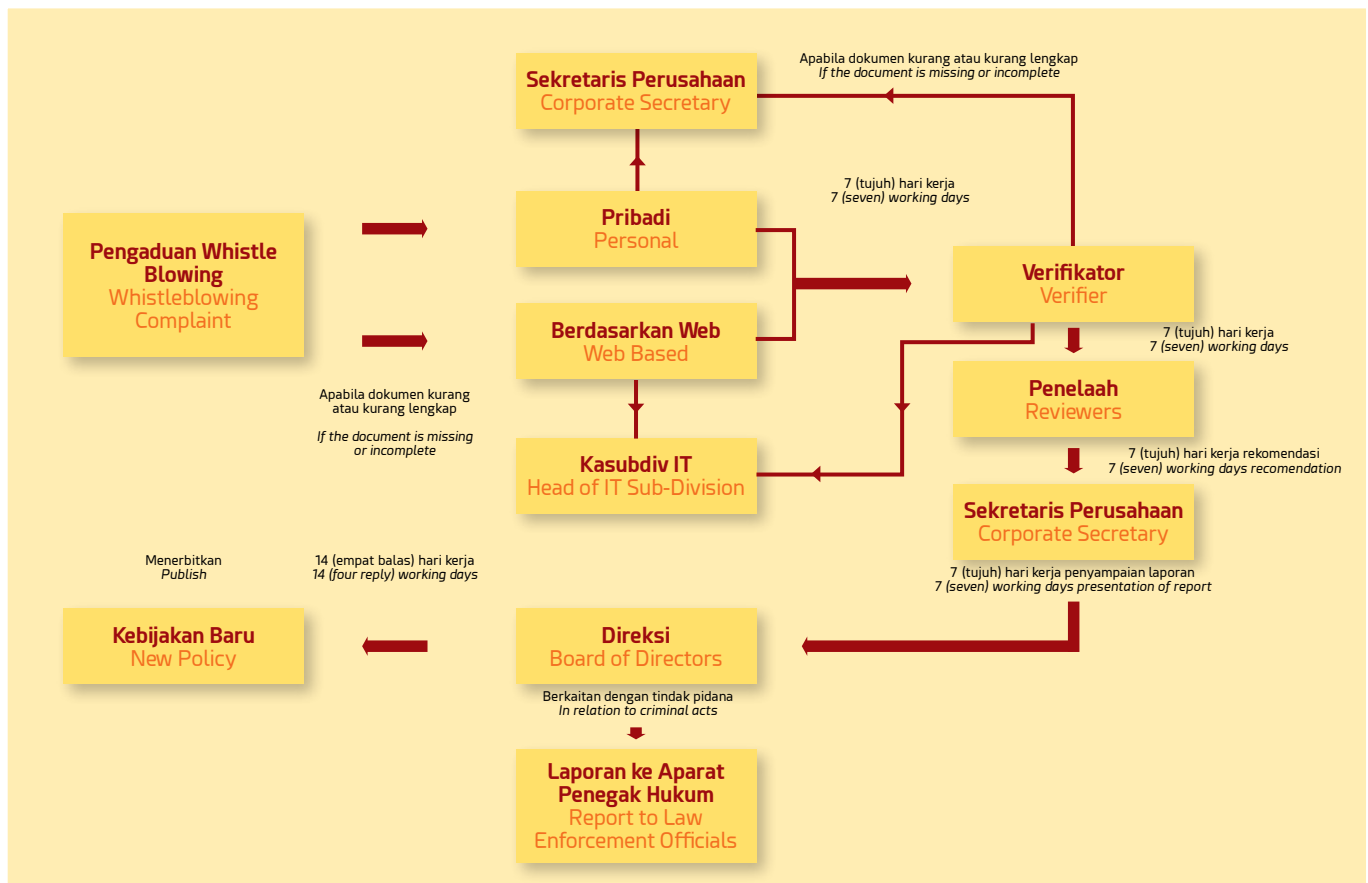 Sekretaris Perusahaan
Corporate Secretary
Apabila dokumen kurang atau kurang lengkap
If the document is missing or incomplete
7 (tujuh) hari kerja
7 (seven) working days
Pribadi
Personal
Pengaduan Whistle
Blowing
Whistleblowing
Complaint
Verifikator
Verifier
Berdasarkan Web
Web Based
7 (tujuh) hari kerja
7 (seven) working days
Apabila dokumen kurang
atau kurang lengkap
If the document is missing
or incomplete
Penelaah
Reviewers
Kasubdiv IT
Head of IT Sub-Division
7 (tujuh) hari kerja rekomendasi
7 (seven) working days recomendation
Sekretaris Perusahaan
Corporate Secretary
7 (tujuh) hari kerja penyampaian laporan
7 (seven) working days presentation of report
Menerbitkan
Publish
14 (empat balas) hari kerja
14 (four reply) working days
Kebijakan Baru
New Policy
Direksi
Board of Directors
Berkaitan dengan tindak pidana
In relation to criminal acts
Laporan ke Aparat
Penegak Hukum
Report to Law
Enforcement Officials